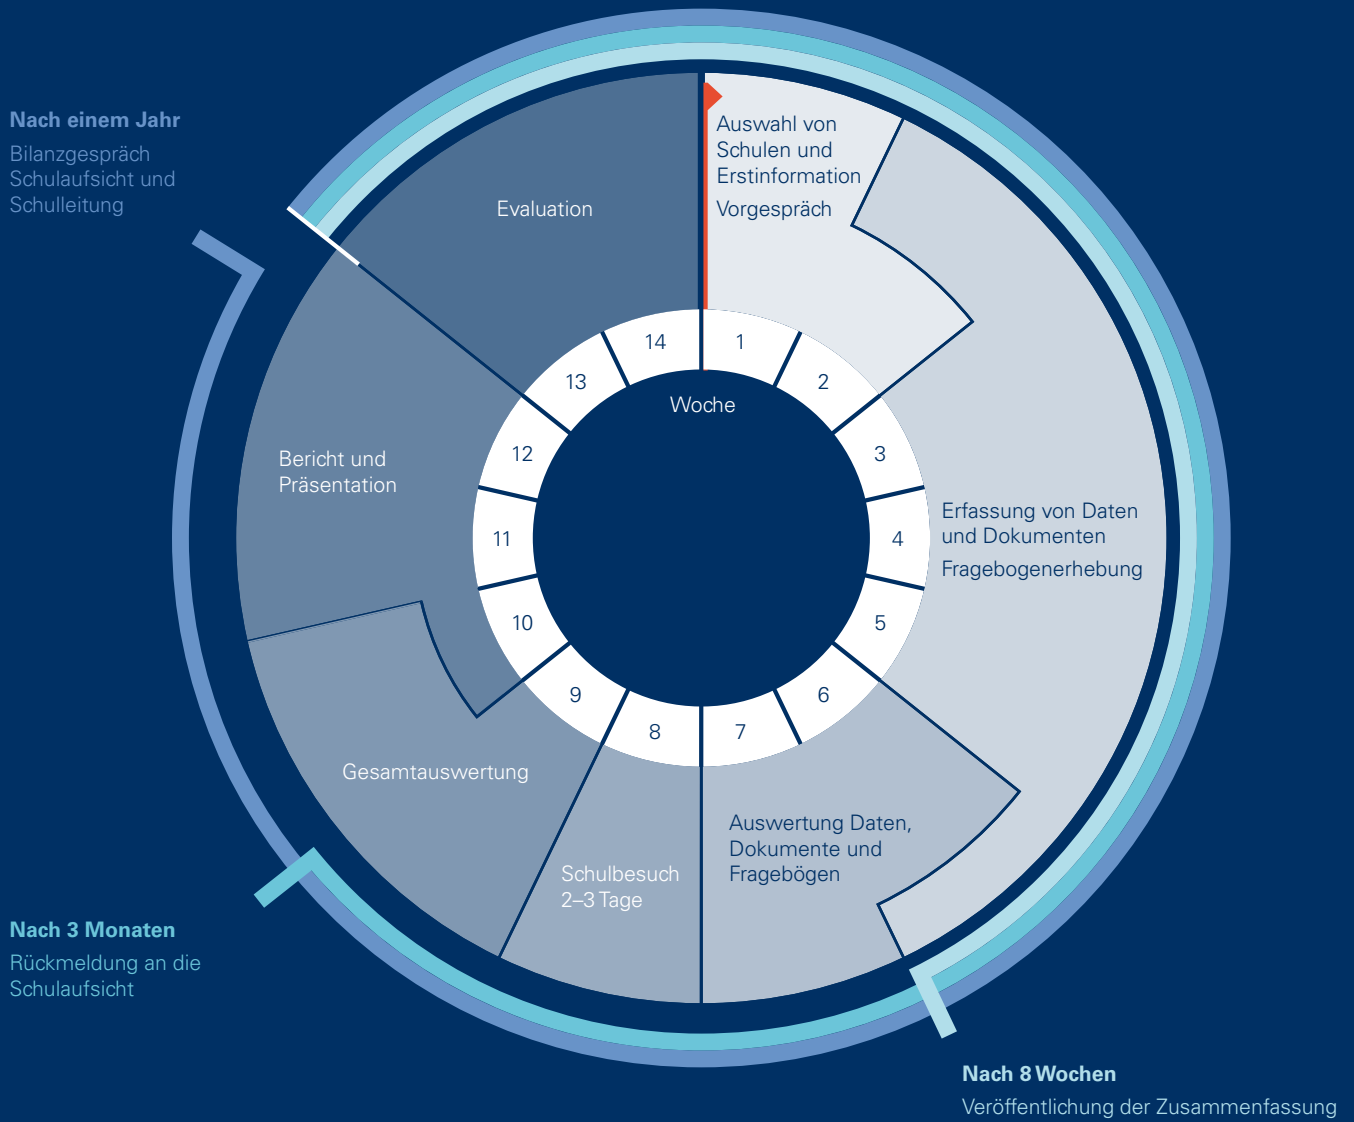 Nach einem Jahr
Bilanzgespräch
Schulaufsicht und
Schulleitung
Evaluation
Auswahl von
Schulen und
Erstinformation
Vorgespräch
Woche
1
2
3
4
5
6
7
8
9
10
11
12
13
14
Erfassung von Daten
und Dokumenten
Fragebogenerhebung
Auswertung Daten,
Dokumente und
Fragebögen
Schulbesuch
2–3 Tage
Gesamtauswertung
Bericht und
Präsentation
Nach 3 Monaten
Rückmeldung an die
Schulaufsicht
Nach 8 Wochen
Veröffentlichung der Zusammenfassung